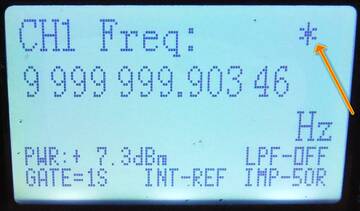 CH1 Freq: *
9 999 999.903 46
Hz
PWR:+ 7.3dBm LPF-OFF
GATE=1S INT-REF IMP-50R